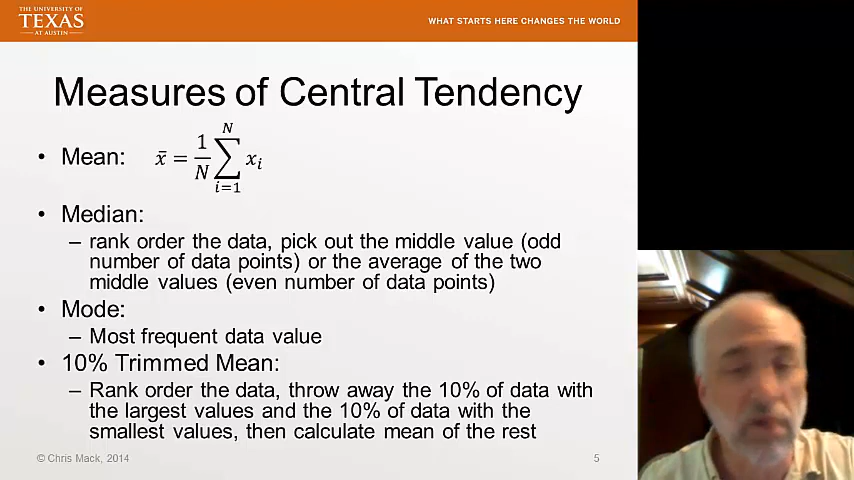 THE UNIVERSITY OF
TEXAS
AT AUSTIN
WHAT STARTS HERE CHANGES THE WORLD
Measures of Central Tendency
• Mean: x̄ = 1/N ∑_{i=1}^{N} x_i
• Median:
– rank order the data, pick out the middle value (odd
number of data points) or the average of the two
middle values (even number of data points)
• Mode:
– Most frequent data value
• 10% Trimmed Mean:
– Rank order the data, throw away the 10% of data with
the largest values and the 10% of data with the
smallest values, then calculate mean of the rest
© Chris Mack, 2014
5